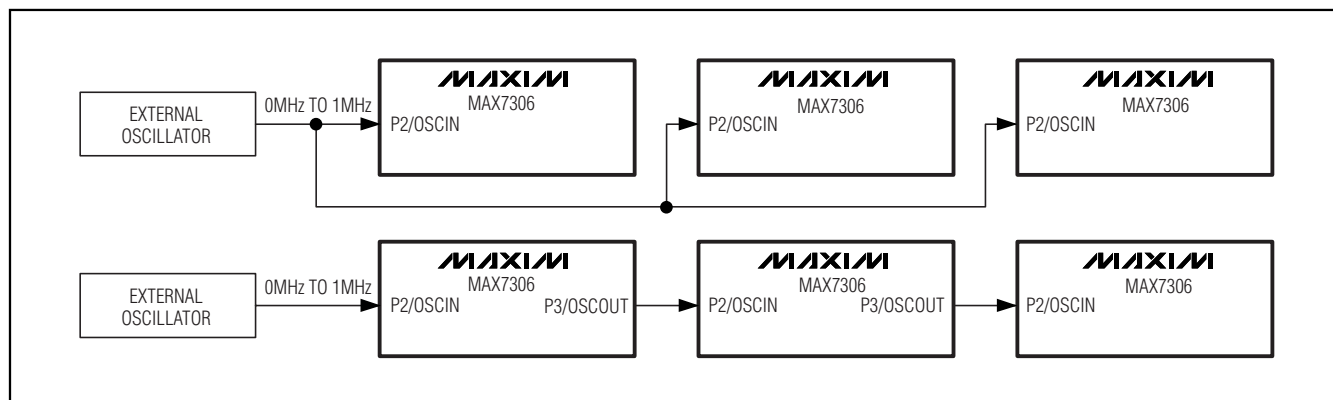 MAXIM
MAX7306
MAXIM
MAX7306
MAXIM
MAX7306
EXTERNAL
OSCILLATOR
0MHz TO 1MHz
P2/OSCIN
P2/OSCIN
P2/OSCIN
MAXIM
MAX7306
MAXIM
MAX7306
MAXIM
MAX7306
EXTERNAL
OSCILLATOR
0MHz TO 1MHz
P2/OSCIN
P3/OSCOUT
P2/OSCIN
P3/OSCOUT
P2/OSCIN